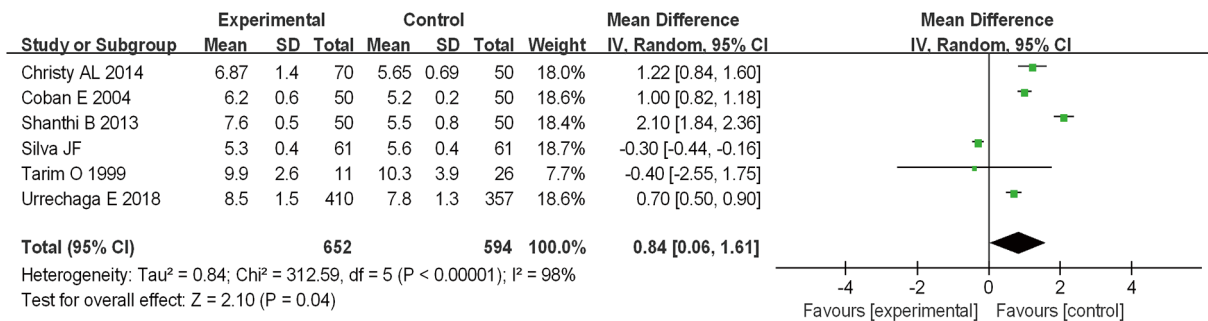 Experimental Control Mean Difference Mean Difference
Study or Subgroup Mean SD Total Mean SD Total Weight IV, Random, 95% CI IV, Random, 95% CI
Christy AL 2014 6.87 1.4 70 5.65 0.69 50 18.0% 1.22 [0.84, 1.60]
Coban E 2004 6.2 0.6 50 5.2 0.2 50 18.6% 1.00 [0.82, 1.18]
Shanthi B 2013 7.6 0.5 50 5.5 0.8 50 18.4% 2.10 [1.84, 2.36]
Silva JF 5.3 0.4 61 5.6 0.4 61 18.7% -0.30 [-0.44, -0.16]
Tarim O 1999 9.9 2.6 11 10.3 3.9 26 7.7% -0.40 [-2.55, 1.75]
Urrechaga E 2018 8.5 1.5 410 7.8 1.3 357 18.6% 0.70 [0.50, 0.90]
Total (95% CI) 652 594 100.0% 0.84 [0.06, 1.61]
Heterogeneity: Tau² = 0.84; Chi² = 312.59, df = 5 (P < 0.00001); I² = 98%
Test for overall effect: Z = 2.10 (P = 0.04)
-4 -2 0 2 4
Favours [experimental] Favours [control]